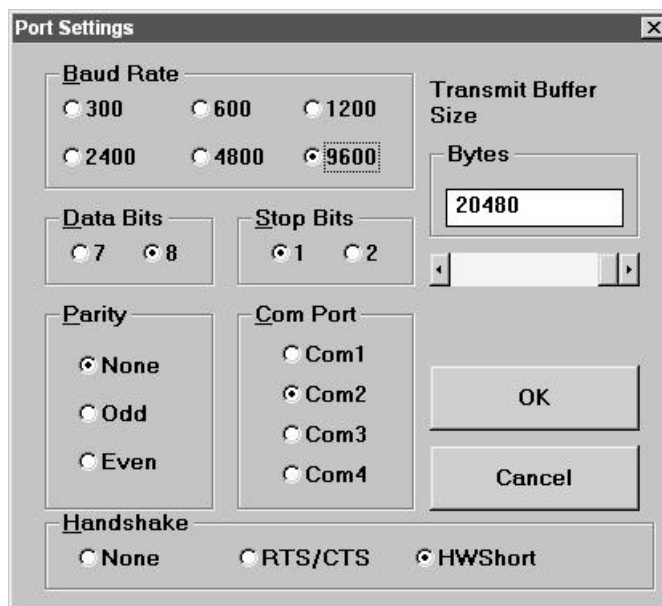 Port Settings
Baud Rate
300 600 1200
2400 4800 9600
Transmit Buffer
Size
Bytes
20480
Data Bits
7 8
Stop Bits
1 2
Parity
None
Odd
Even
Com Port
Com1
Com2
Com3
Com4
OK
Cancel
Handshake
None RTS/CTS HWShort